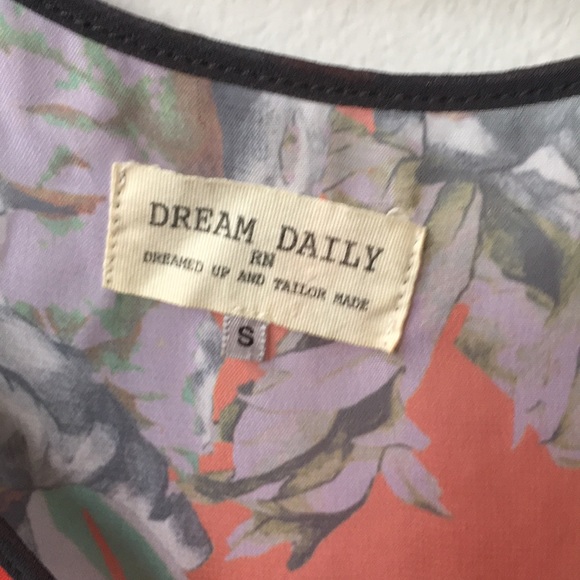 DREAM DAILY
RN
DREAMED UP AND TAILOR MADE
S